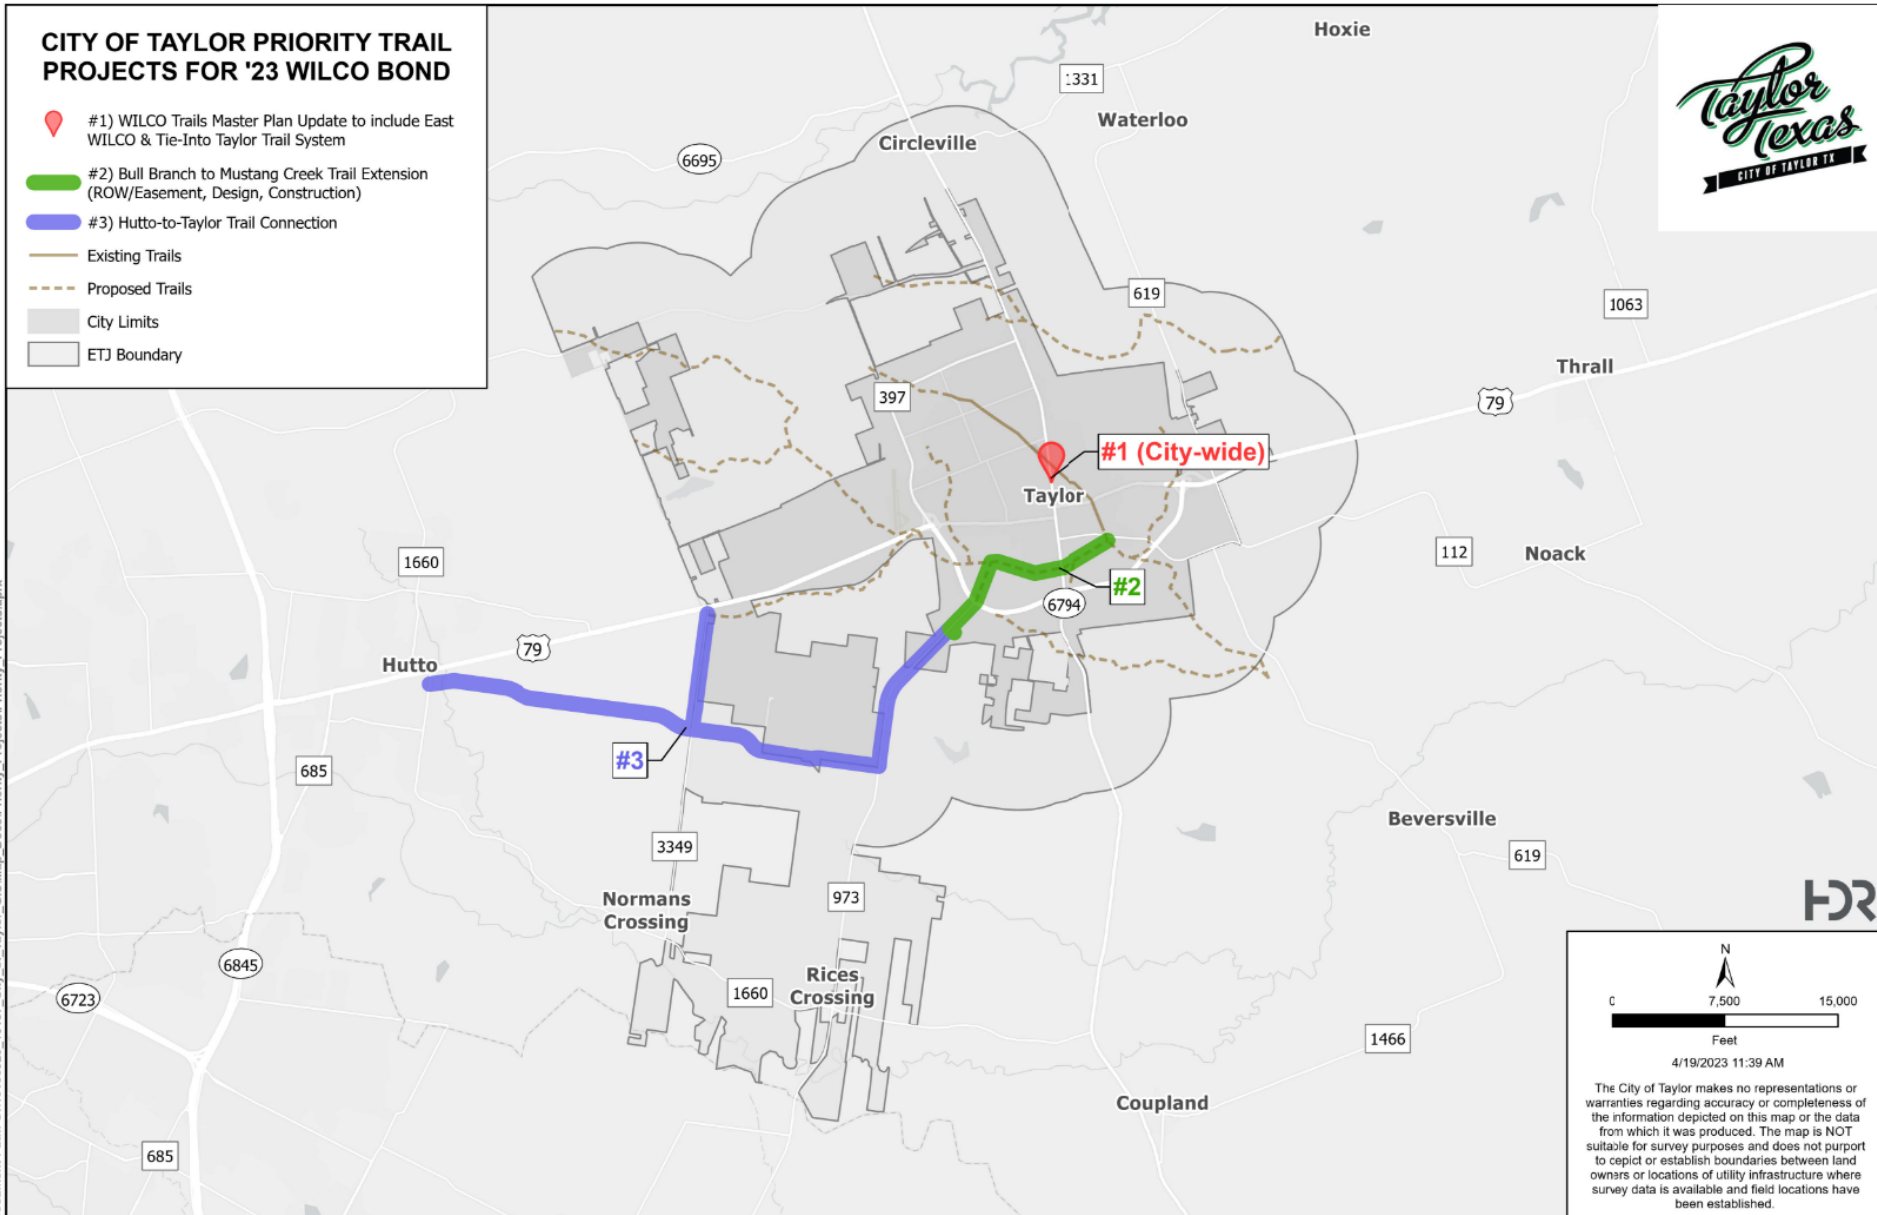 CITY OF TAYLOR PRIORITY TRAIL
PROJECTS FOR '23 WILCO BOND
#1) WILCO Trails Master Plan Update to include East
WILCO & Tie-Into Taylor Trail System
#2) Bull Branch to Mustang Creek Trail Extension
(ROW/Easement, Design, Construction)
#3) Hutto-to-Taylor Trail Connection
Existing Trails
Proposed Trails
City Limits
ETJ Boundary
Taylor
Texas
CITY OF TAYLOR TX
Hoxie
1331
Waterloo
Circleville
6695
619
1063
Thrall
79
397
#1 (City-wide)
Taylor
112
Noack
1660
#2
6794
79
Hutto
#3
685
3349
Beversville
619
Normans
Crossing
973
6845
Rices
Crossing
6723
1660
1466
Coupland
685
HDR
N
0 7,500 15,000
Feet
4/19/2023 11:39 AM
The City of Taylor makes no representations or
warranties regarding accuracy or completeness of
the information depicted on this map or the data
from which it was produced. The map is NOT
suitable for survey purposes and does not purport
to depict or establish boundaries between land
owners or locations of utility infrastructure where
survey data is available and field locations have
been established.